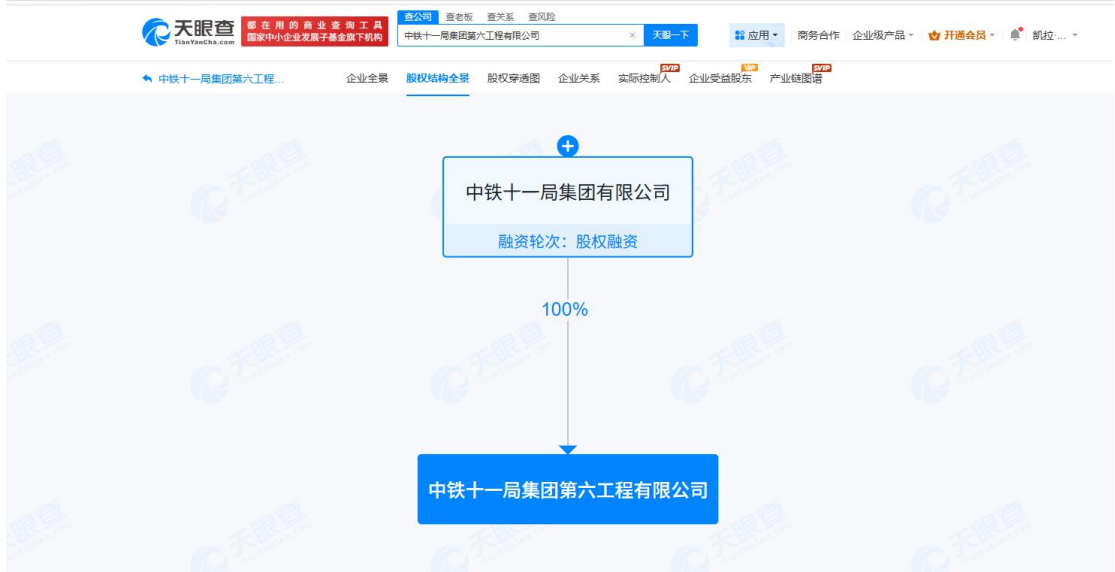 天眼查
TianYanCha.com
都在用的商业查询工具
国家中小企业发展子基金旗下机构
查公司 查老板 查关系 查风险
中铁十一局集团第六工程有限公司 × 天眼一下
应用 商务合作 企业级产品 开通会员 凯拉...
中铁十一局集团第六工程... 企业全景 股权结构全景 股权穿透图 企业关系 实际控制人 SVIP 企业受益股东 VIP 产业链图谱 SVIP
中铁十一局集团有限公司
融资轮次：股权融资
100%
中铁十一局集团第六工程有限公司